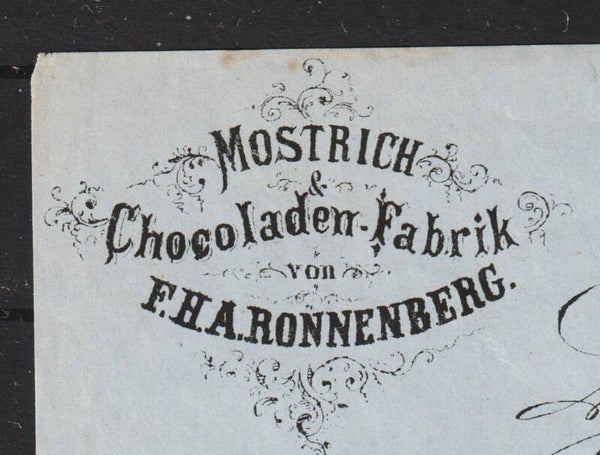 MOSTRICH
&
Chocoladen-Fabrik
von
F.H.A.RONNENBERG.